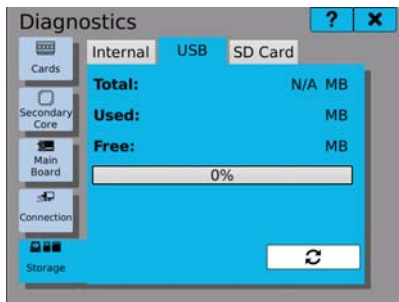 Diagnostics
?
Cards
Internal
USB
SD Card
Total:
N/A MB
Used:
MB
Free:
MB
0%
Secondary
Core
Main
Board
Connection
Storage